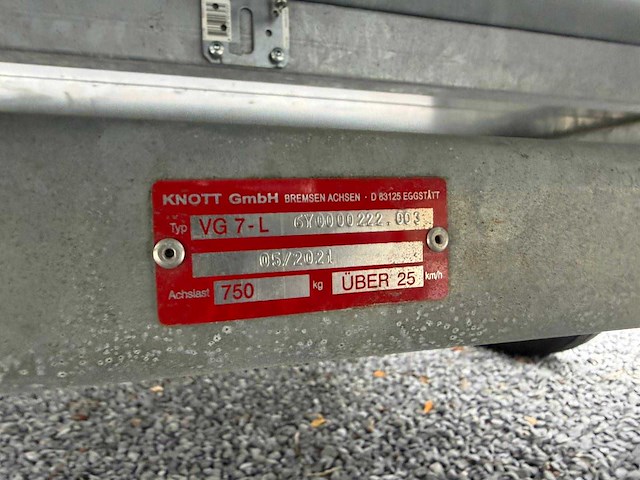 KNOTT GmbH BREMSEN ACHSEN - D 83125 EGGSTÄTT
Typ VG 7-L 6Y0000222.003
05/2021
Achslast 750 kg ÜBER 25 km/h